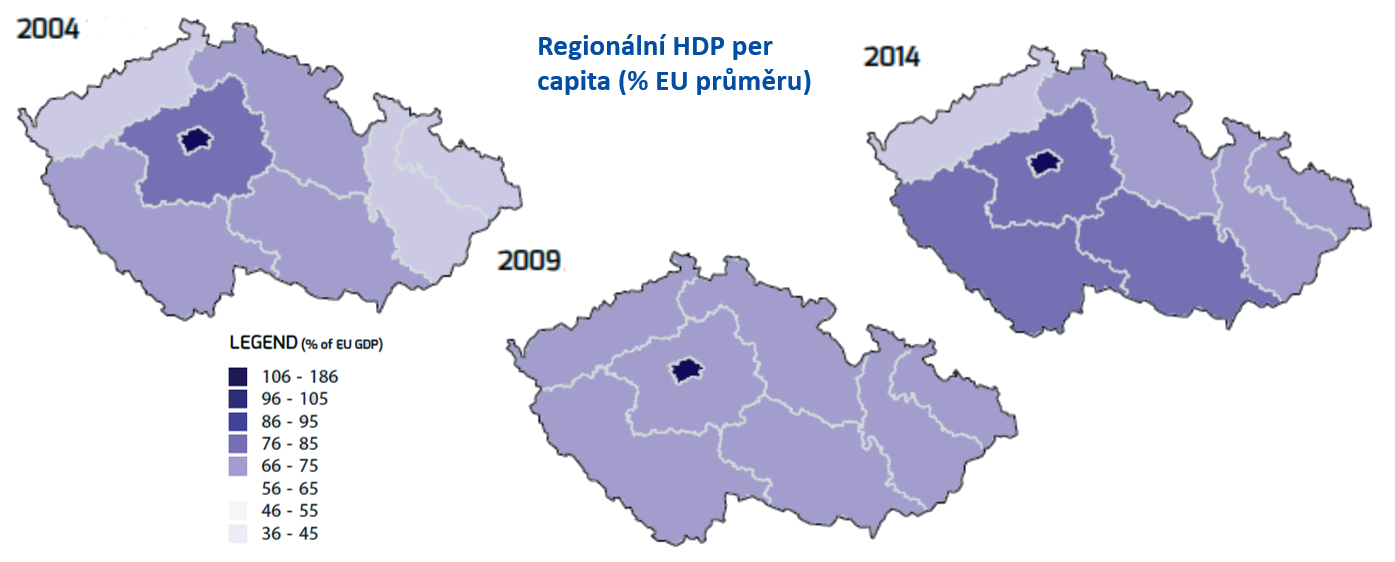 2004
Regionální HDP per
capita (% EU průměru)
2014
2009
LEGEND (% of EU GDP)
106 - 186
96 - 105
86 - 95
76 - 85
66 - 75
56 - 65
46 - 55
36 - 45